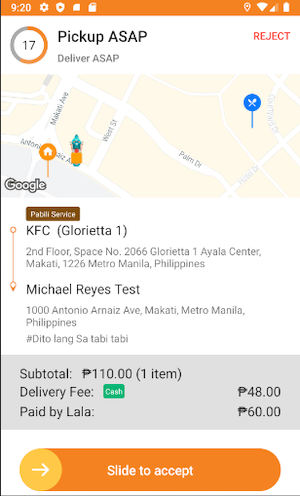 9:20
17
Pickup ASAP
REJECT
Deliver ASAP
Makati Ave
West St
Antonio Arnaiz Ave
Palm Dr
Hotel Dr
Google
Pabili Service
KFC (Glorietta 1)
2nd Floor, Space No. 2066 Glorietta 1 Ayala Center,
Makati, 1226 Metro Manila, Philippines
Michael Reyes Test
1000 Antonio Arnaiz Ave, Makati, Metro Manila,
Philippines
#Dito lang Sa tabi tabi
Subtotal: ₱110.00 (1 item)
Delivery Fee: Cash ₱48.00
Paid by Lala: ₱60.00
Slide to accept